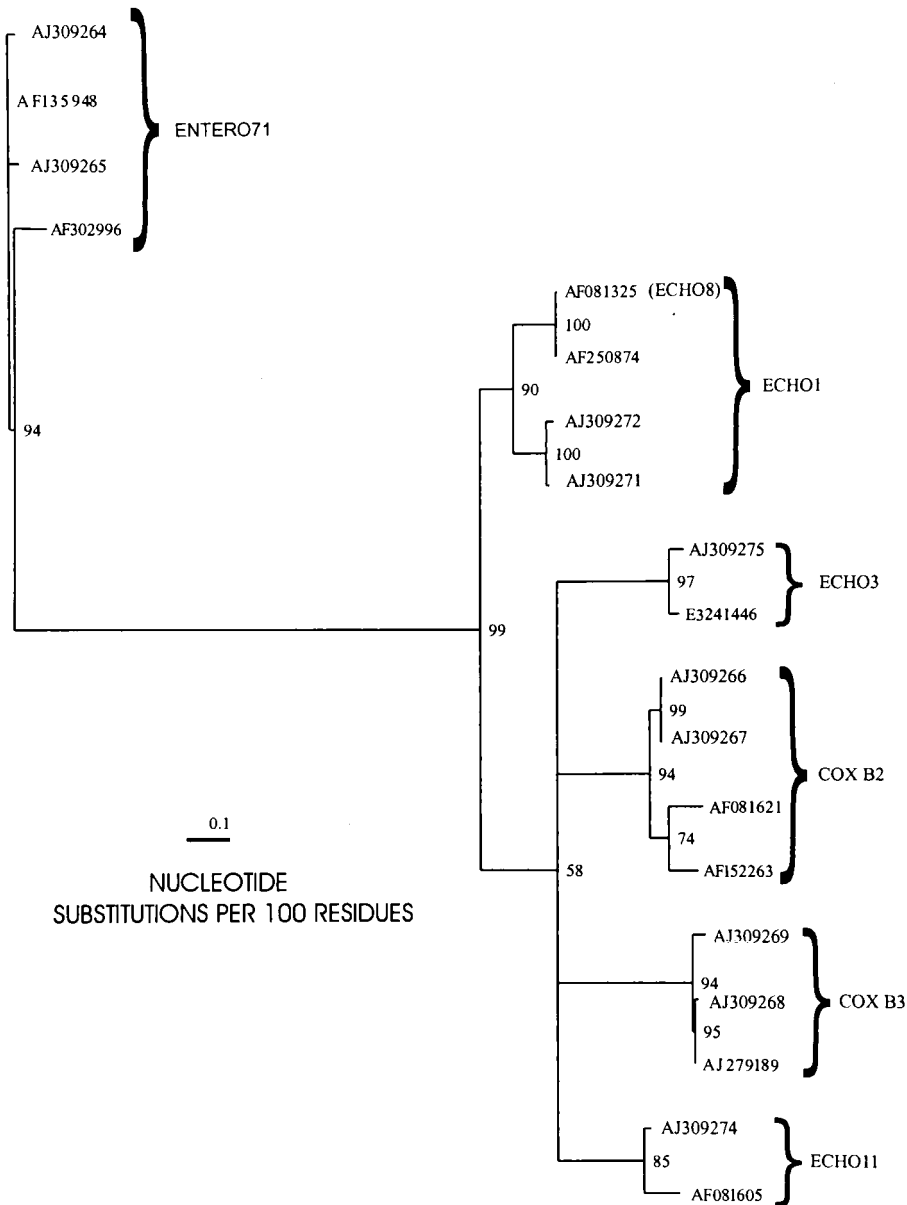 AJ309264
AF135948
ENTERO71
AJ309265
AF302996
94
AF081325 (ECHO8)
100
AF250874
90
ECHO1
AJ309272
100
AJ309271
AJ309275
97
ECHO3
E3241446
99
AJ309266
99
AJ309267
94
COX B2
AF081621
74
AF152263
58
0.1
NUCLEOTIDE
SUBSTITUTIONS PER 100 RESIDUES
AJ309269
94
AJ309268
COX B3
95
AJ279189
AJ309274
85
ECHO11
AF081605